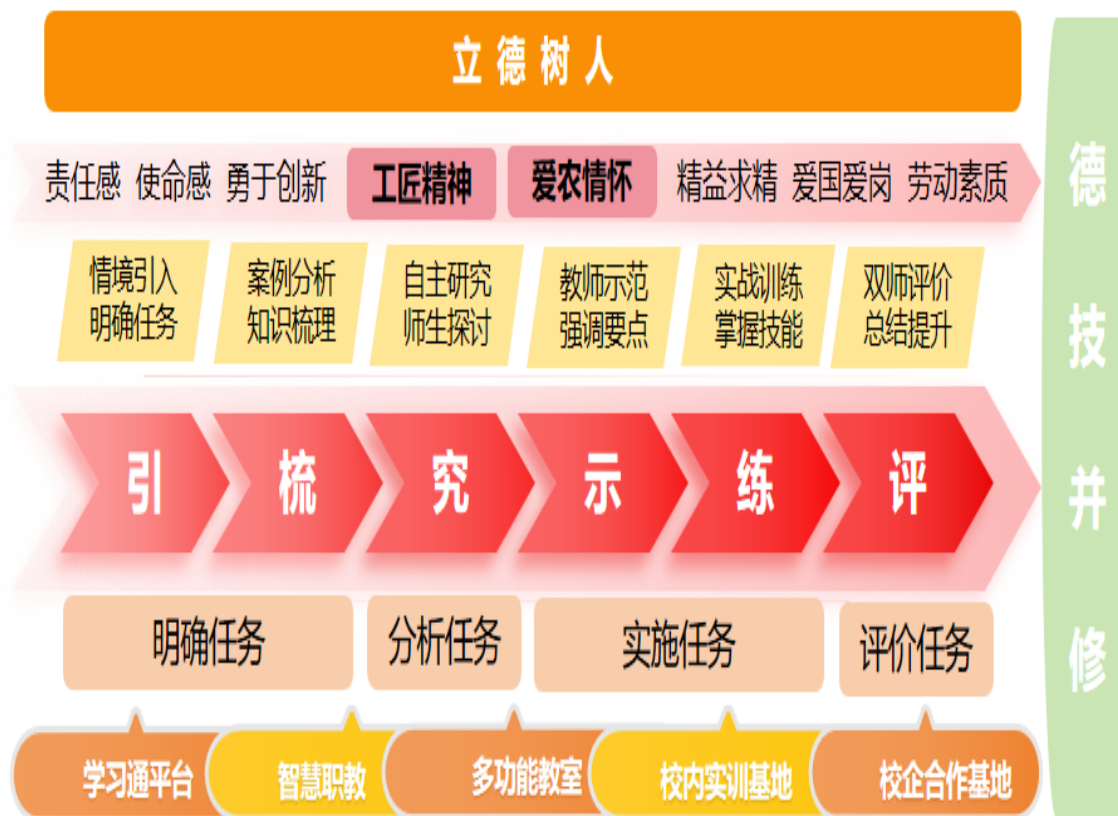 立德树人
责任感 使命感 勇于创新 工匠精神 爱农情怀 精益求精 爱国爱岗 劳动素质
情境引入
明确任务
案例分析
知识梳理
自主研究
师生探讨
教师示范
强调要点
实战训练
掌握技能
双师评价
总结提升
引 梳 究 示 练 评
明确任务 分析任务 实施任务 评价任务
学习通平台 智慧职教 多功能教室 校内实训基地 校企合作基地
德技并修